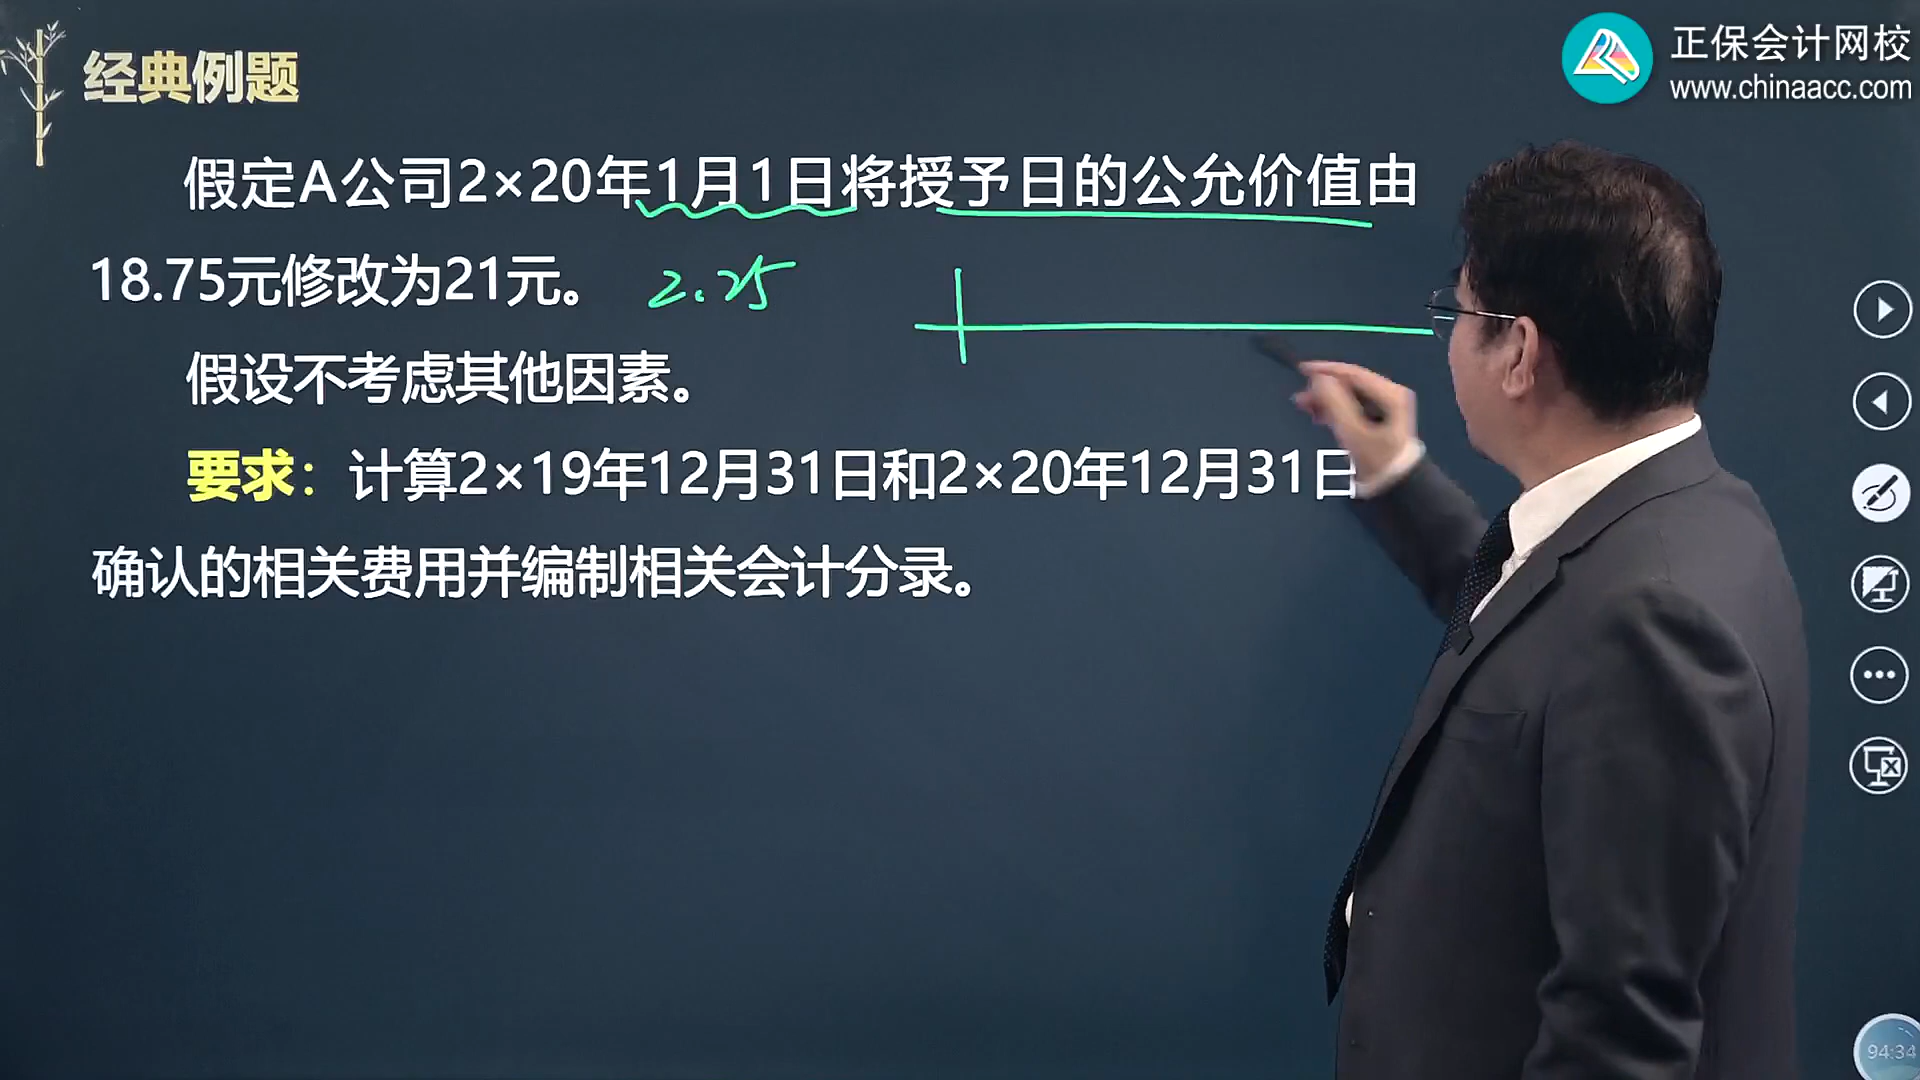 正保会计网校
www.chinaacc.com
经典例题
假定A公司2×20年1月1日将授予日的公允价值由
18.75元修改为21元。 2.25
假设不考虑其他因素。
要求：计算2×19年12月31日和2×20年12月31日
确认的相关费用并编制相关会计分录。
94:34